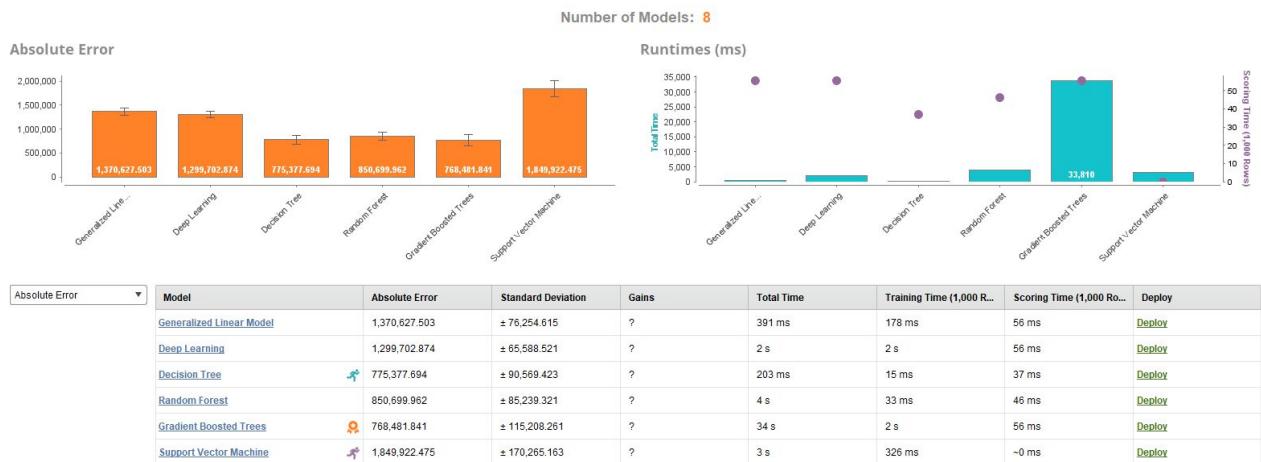 Number of Models: 8
Absolute Error
2,000,000
1,500,000
1,000,000
500,000
0
1,370,627.503
1,299,702.874
775,377.694
850,699.962
768,481.841
1,849,922.475
Generalized Line...
Deep Learning
Decision Tree
Random Forest
Gradient Boosted Trees
Support Vector Machine
Runtimes (ms)
Total Time
35,000
30,000
25,000
20,000
15,000
10,000
5,000
0
33,810
50
40
30
20
10
0
Scoring Time (1,000 Rows)
Generalized Line...
Deep Learning
Decision Tree
Random Forest
Gradient Boosted Trees
Support Vector Machine
Absolute Error
Model Absolute Error Standard Deviation Gains Total Time Training Time (1,000 R... Scoring Time (1,000 Ro... Deploy
Generalized Linear Model 1,370,627.503 ± 76,254.615 ? 391 ms 178 ms 56 ms Deploy
Deep Learning 1,299,702.874 ± 65,588.521 ? 2 s 2 s 56 ms Deploy
Decision Tree 775,377.694 ± 90,569.423 ? 203 ms 15 ms 37 ms Deploy
Random Forest 850,699.962 ± 85,239.321 ? 4 s 33 ms 46 ms Deploy
Gradient Boosted Trees 768,481.841 ± 115,208.261 ? 34 s 2 s 56 ms Deploy
Support Vector Machine 1,849,922.475 ± 170,265.163 ? 3 s 326 ms ~0 ms Deploy